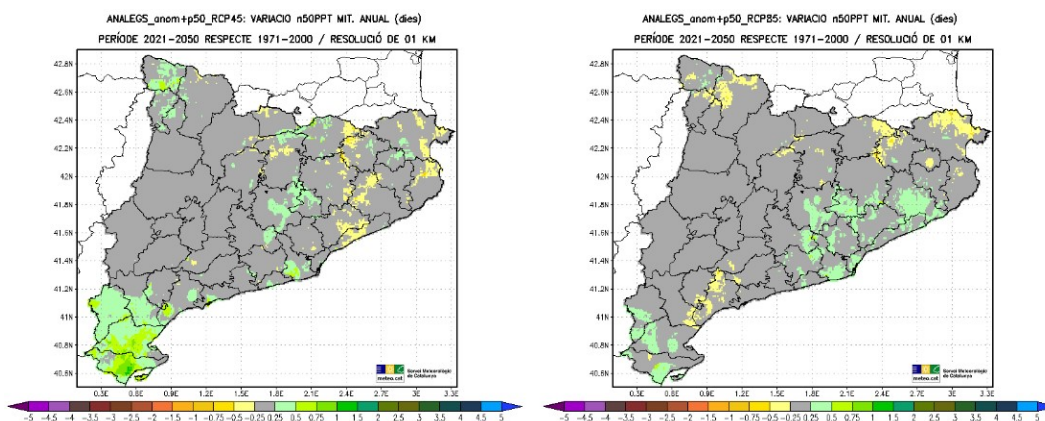 ANALEGS_anom+p50_RCP45: VARIACIO n50PPT MIT. ANUAL (dies)
PERÍODE 2021-2050 RESPECTE 1971-2000 / RESOLUCIÓ DE 01 KM
42.8N
42.6N
42.4N
42.2N
42N
41.8N
41.6N
41.4N
41.2N
41N
40.8N
40.6N
0.3E 0.6E 0.9E 1.2E 1.5E 1.8E 2.1E 2.4E 2.7E 3E 3.3E
meteo.cat
Servei Meteorològic
de Catalunya
-5 -4.5 -4 -3.5 -3 -2.5 -2 -1.5 -1 -0.5 -0.25 0.25 0.5 0.75 1 1.5 2 2.5 3 3.5 4 4.5 5
ANALEGS_anom+p50_RCP85: VARIACIO n50PPT MIT. ANUAL (dies)
PERÍODE 2021-2050 RESPECTE 1971-2000 / RESOLUCIÓ DE 01 KM
42.8N
42.6N
42.4N
42.2N
42N
41.8N
41.6N
41.4N
41.2N
41N
40.8N
40.6N
0.3E 0.6E 0.9E 1.2E 1.5E 1.8E 2.1E 2.4E 2.7E 3E 3.3E
meteo.cat
Servei Meteorològic
de Catalunya
-5 -4.5 -4 -3.5 -3 -2.5 -2 -1.5 -1 -0.5 -0.25 0.25 0.5 0.75 1 1.5 2 2.5 3 3.5 4 4.5 5